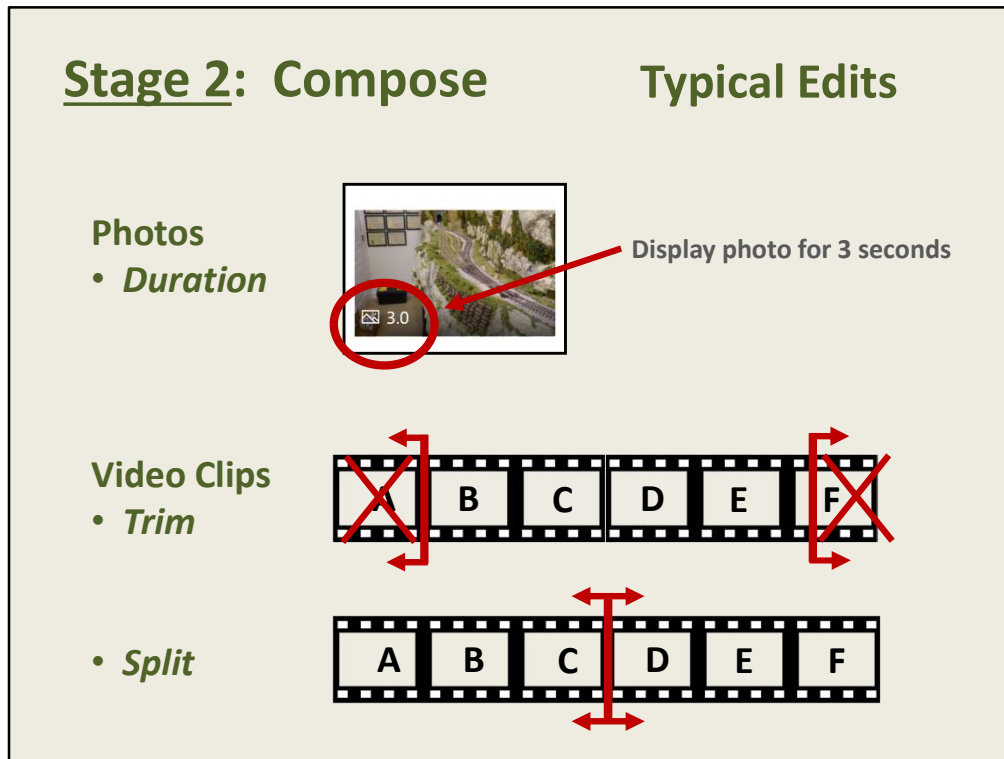 Stage 2: Compose Typical Edits
Photos
• Duration
3.0
Display photo for 3 seconds
Video Clips
• Trim
A B C D E F
• Split
A B C D E F